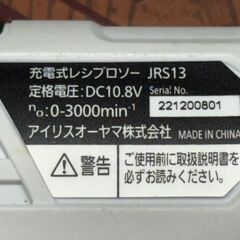 充電式レシプロソー JRS13
定格電圧:DC10.8V Serial No.
n₀:0-3000min⁻¹ 221200801
アイリスオーヤマ株式会社 MADE IN CHINA
⚠警告 ご使用前に取扱説明書を
必ずお読みください。